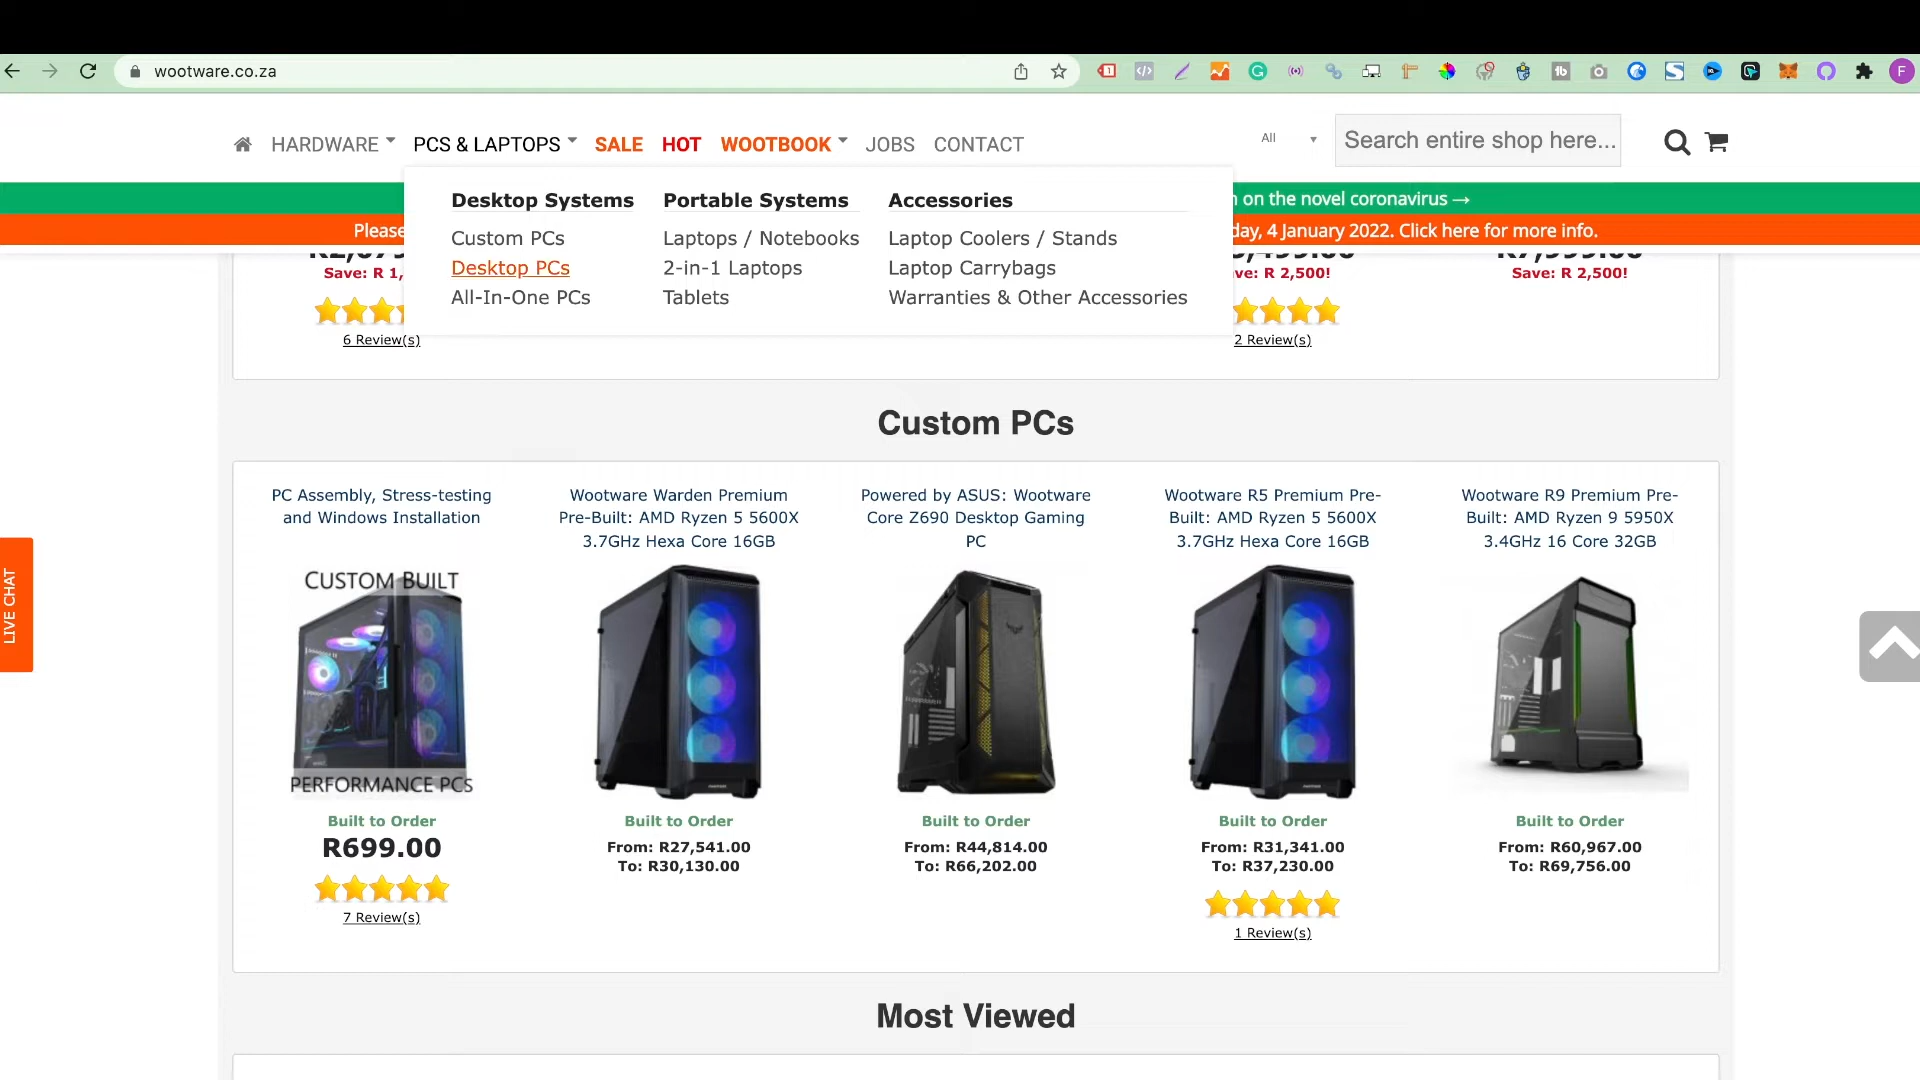 wootware.co.za
HARDWARE PCS & LAPTOPS SALE HOT WOOTBOOK JOBS CONTACT
All
Search entire shop here...
on the novel coronavirus →
Please
day, 4 January 2022. Click here for more info.
Desktop Systems
Custom PCs
Desktop PCs
All-In-One PCs
Portable Systems
Laptops / Notebooks
2-in-1 Laptops
Tablets
Accessories
Laptop Coolers / Stands
Laptop Carrybags
Warranties & Other Accessories
Save: R 1,
6 Review(s)
ve: R 2,500!
2 Review(s)
Save: R 2,500!
Custom PCs
PC Assembly, Stress-testing
and Windows Installation
CUSTOM BUILT
PERFORMANCE PCs
Built to Order
R699.00
7 Review(s)
Wootware Warden Premium
Pre-Built: AMD Ryzen 5 5600X
3.7GHz Hexa Core 16GB
Built to Order
From: R27,541.00
To: R30,130.00
Powered by ASUS: Wootware
Core Z690 Desktop Gaming
PC
Built to Order
From: R44,814.00
To: R66,202.00
Wootware R5 Premium Pre-
Built: AMD Ryzen 5 5600X
3.7GHz Hexa Core 16GB
Built to Order
From: R31,341.00
To: R37,230.00
1 Review(s)
Wootware R9 Premium Pre-
Built: AMD Ryzen 9 5950X
3.4GHz 16 Core 32GB
Built to Order
From: R60,967.00
To: R69,756.00
LIVE CHAT
Most Viewed